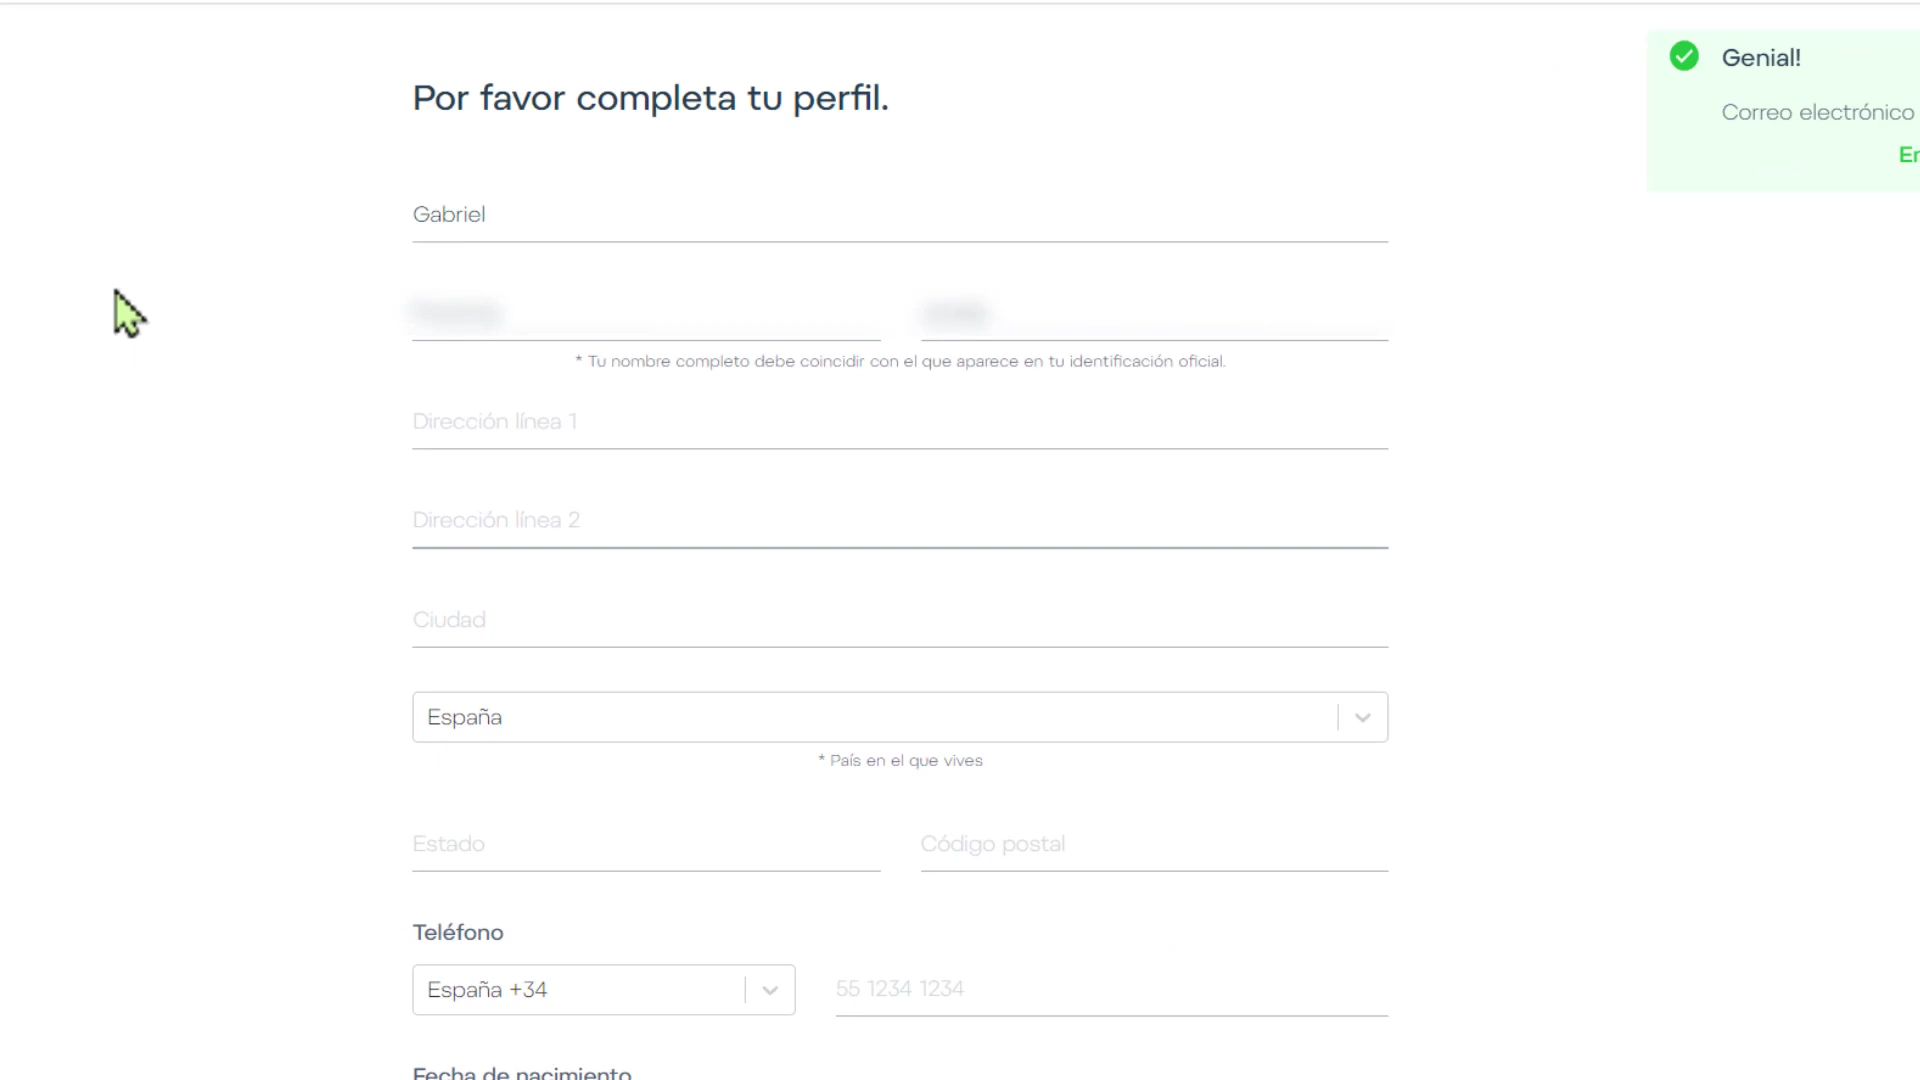 Por favor completa tu perfil.
Genial!
Correo electrónico
Gabriel
* Tu nombre completo debe coincidir con el que aparece en tu identificación oficial.
Dirección línea 1
Dirección línea 2
Ciudad
España
* País en el que vives
Estado
Código postal
Teléfono
España +34
55 1234 1234
Fecha de nacimiento